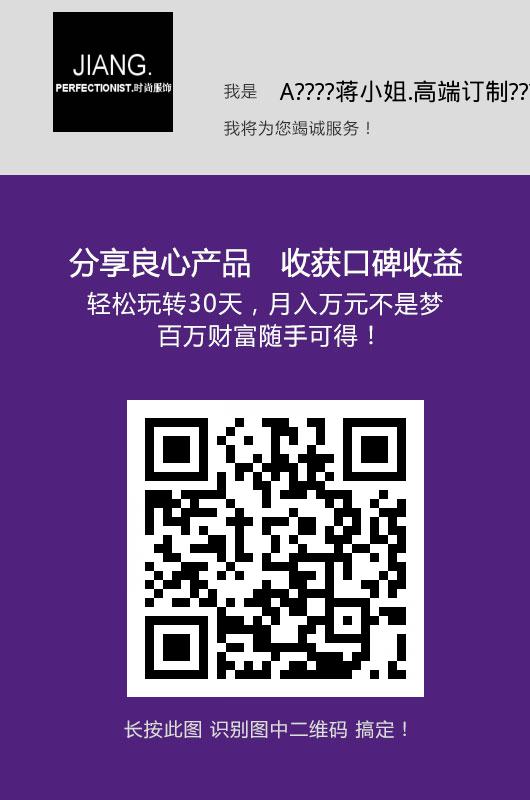 JIANG.
PERFECTIONIST.时尚服饰
我是 A????蒋小姐.高端订制??
我将为您竭诚服务！
分享良心产品 收获口碑收益
轻松玩转30天，月入万元不是梦
百万财富随手可得！
长按此图 识别图中二维码 搞定！